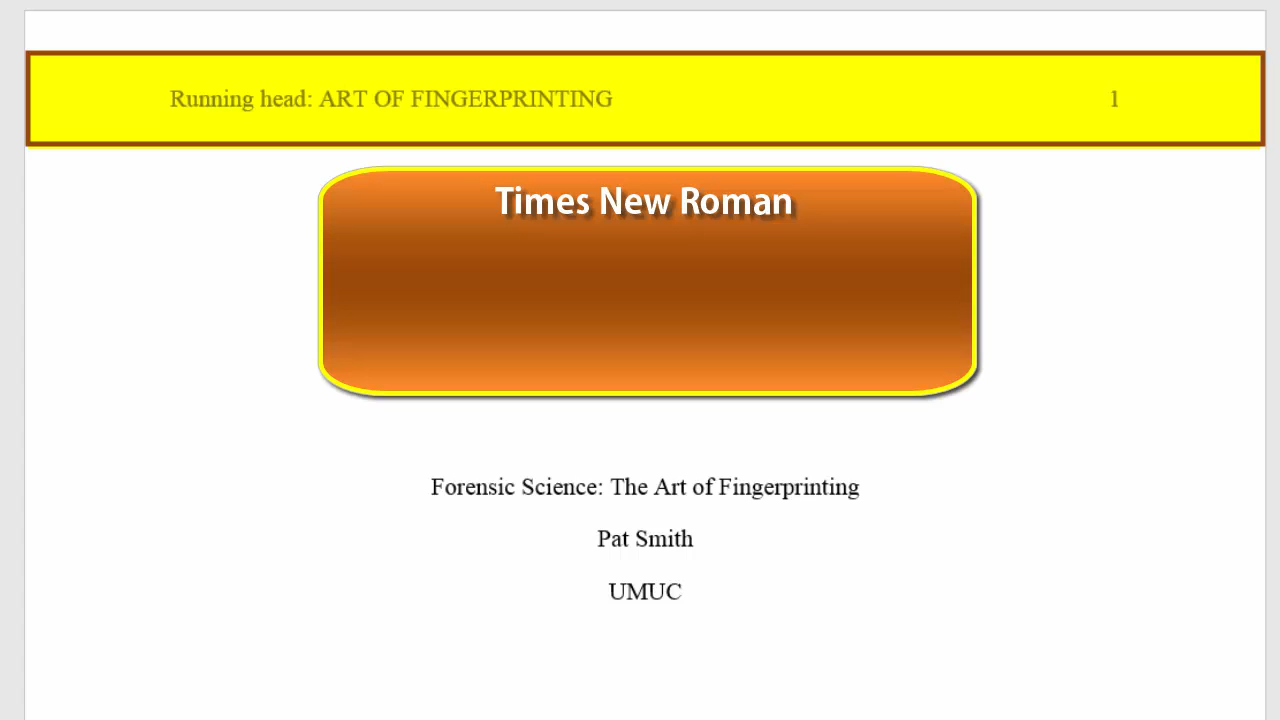 Running head: ART OF FINGERPRINTING 1
Times New Roman
Forensic Science: The Art of Fingerprinting
Pat Smith
UMUC